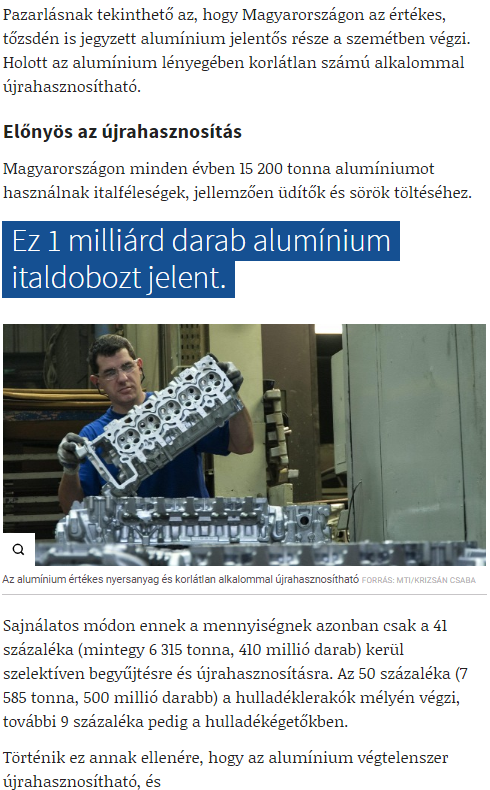 Pazarlásnak tekinthető az, hogy Magyarországon az értékes,
tőzsdén is jegyzett alumínium jelentős része a szemétben végzi.
Holott az alumínium lényegében korlátlan számú alkalommal
újrahasznosítható.
Előnyös az újrahasznosítás
Magyarországon minden évben 15 200 tonna alumíniumot
használnak italféleségek, jellemzően üdítők és sörök töltéséhez.
Ez 1 milliárd darab alumínium
italdobozt jelent.
Az alumínium értékes nyersanyag és korlátlan alkalommal újrahasznosítható FORRÁS: MTI/KRIZSÁN CSABA
Sajnálatos módon ennek a mennyiségnek azonban csak a 41
százaléka (mintegy 6 315 tonna, 410 millió darab) kerül
szelektíven begyűjtésre és újrahasznosításra. Az 50 százaléka (7
585 tonna, 500 millió darabb) a hulladéklerakók mélyén végzi,
további 9 százaléka pedig a hulladékégetőkben.
Történik ez annak ellenére, hogy az alumínium végtelenszer
újrahasznosítható, és